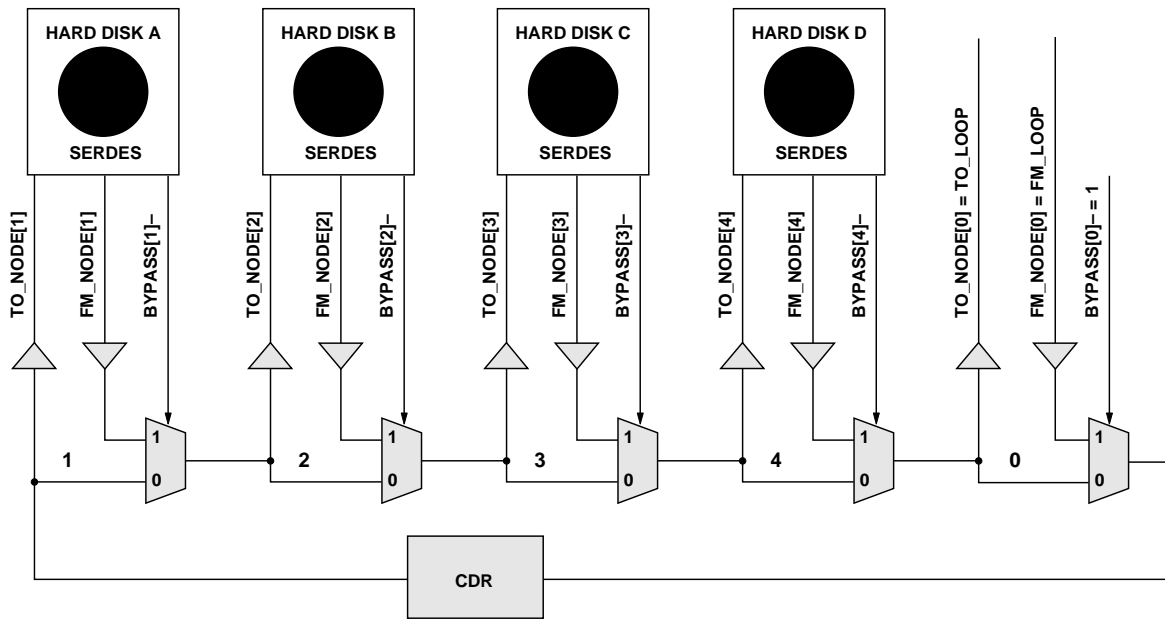 HARD DISK A
HARD DISK B
HARD DISK C
HARD DISK D
SERDES
SERDES
SERDES
SERDES
TO_NODE[1]
FM_NODE[1]
BYPASS[1]–
TO_NODE[2]
FM_NODE[2]
BYPASS[2]–
TO_NODE[3]
FM_NODE[3]
BYPASS[3]–
TO_NODE[4]
FM_NODE[4]
BYPASS[4]–
TO_NODE[0] = TO_LOOP
FM_NODE[0] = FM_LOOP
BYPASS[0]– = 1
1
1
0
2
1
0
3
1
0
4
1
0
0
1
0
CDR